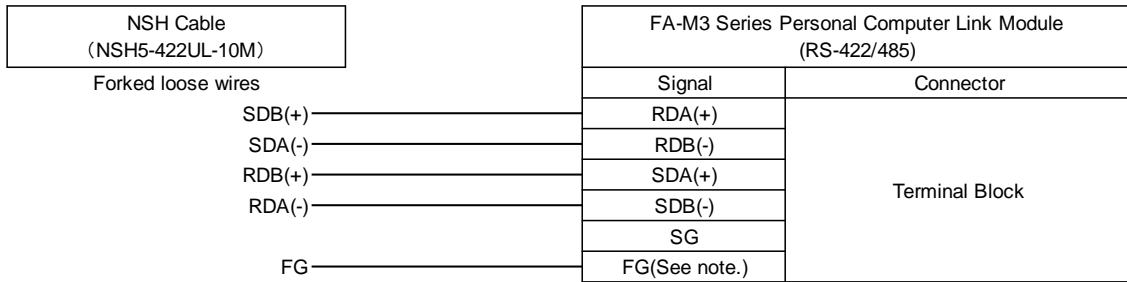 NSH Cable
（NSH5-422UL-10M）
FA-M3 Series Personal Computer Link Module
(RS-422/485)
Forked loose wires
Signal
Connector
SDB(+)
RDA(+)
SDA(-)
RDB(-)
RDB(+)
SDA(+)
RDA(-)
SDB(-)
Terminal Block
SG
FG
FG(See note.)